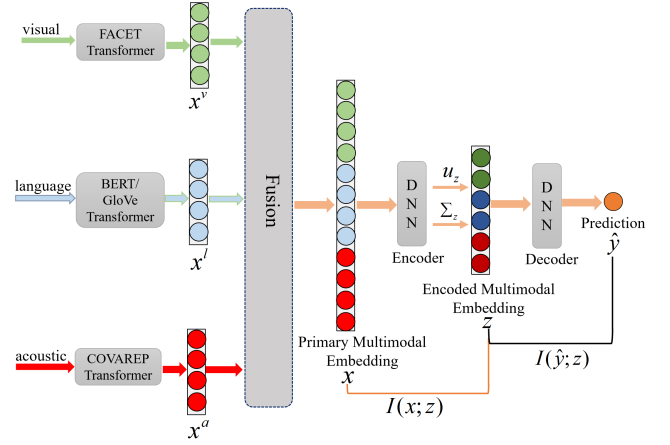 visual
FACET
Transformer
x^v
language
BERT/
GloVe
Transformer
x^l
acoustic
COVAREP
Transformer
x^a
Fusion
Primary Multimodal
Embedding
x
D
N
N
Encoder
u_z
Σ_z
Encoded Multimodal
Embedding
z
D
N
N
Decoder
Prediction
ŷ
I(x; z)
I(ŷ; z)